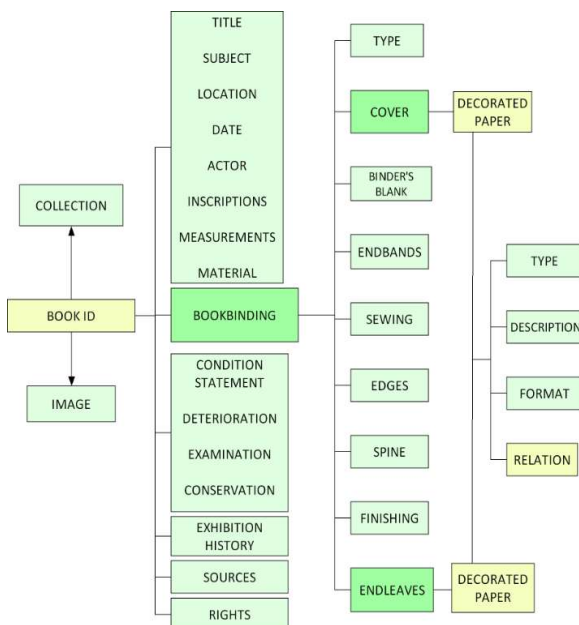 COLLECTION
BOOK ID
IMAGE
TITLE
SUBJECT
LOCATION
DATE
ACTOR
INSCRIPTIONS
MEASUREMENTS
MATERIAL
BOOKBINDING
CONDITION
STATEMENT
DETERIORATION
EXAMINATION
CONSERVATION
EXHIBITION
HISTORY
SOURCES
RIGHTS
TYPE
COVER
BINDER'S
BLANK
ENDBANDS
SEWING
EDGES
SPINE
FINISHING
ENDLEAVES
DECORATED
PAPER
TYPE
DESCRIPTION
FORMAT
RELATION
DECORATED
PAPER